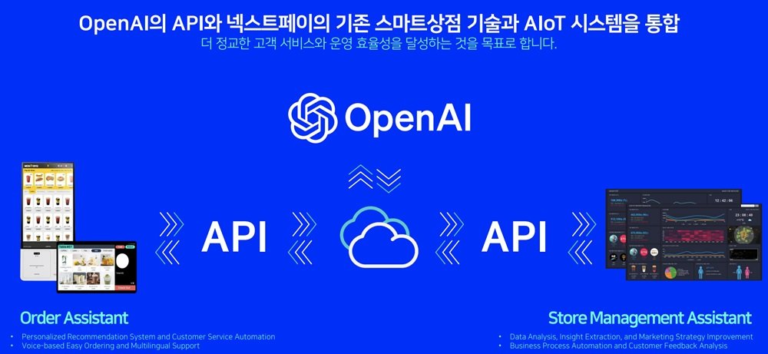 OpenAI의 API와 넥스트페이의 기존 스마트상점 기술과 AIoT 시스템을 통합
더 정교한 고객 서비스와 운영 효율성을 달성하는 것을 목표로 합니다.
OpenAI
API
API
Order Assistant
• Personalized Recommendation System and Customer Service Automation
• Voice-based Easy Ordering and Multilingual Support
Store Management Assistant
• Data Analysis, Insight Extraction, and Marketing Strategy Improvement
• Business Process Automation and Customer Feedback Analysis